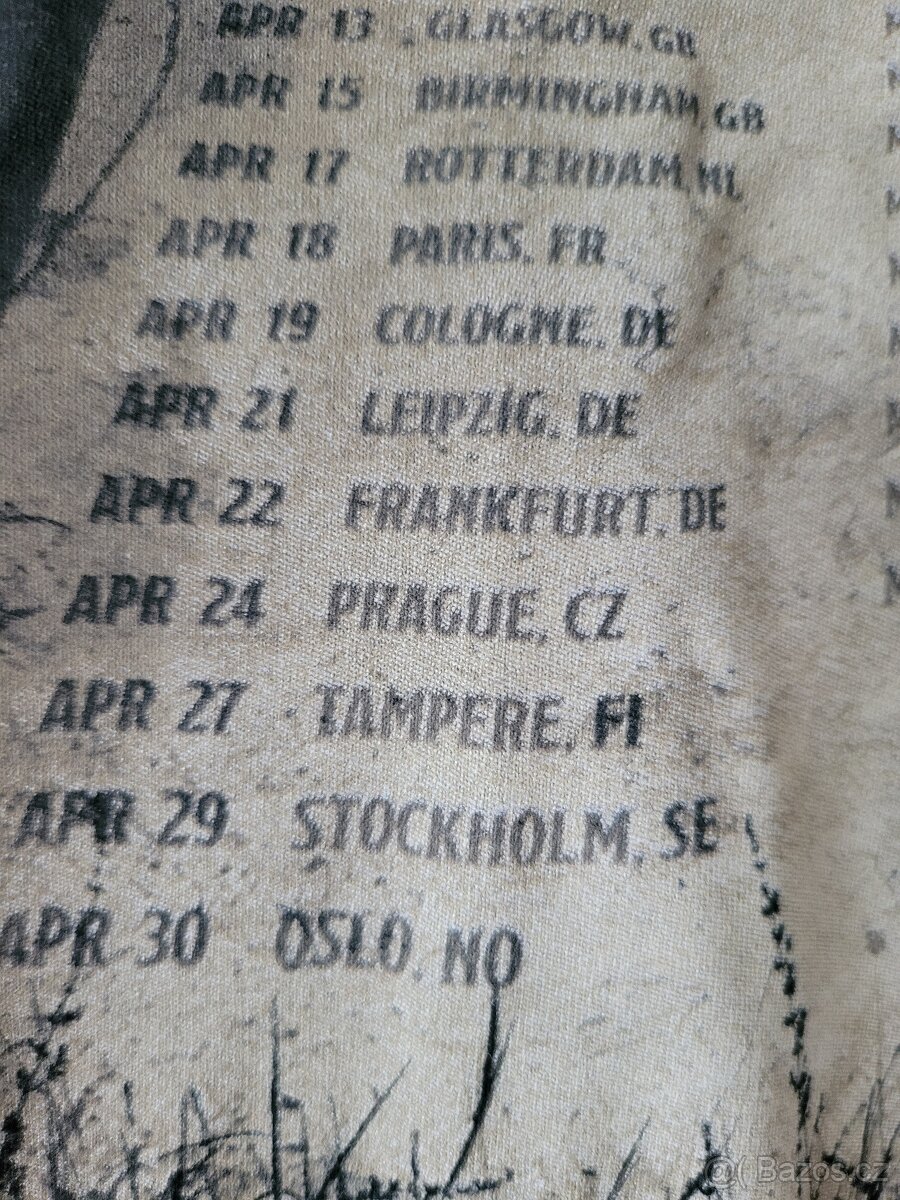 APR 13 GLASGOW, GB
APR 15 BIRMINGHAM, GB
APR 17 ROTTERDAM, NL
APR 18 PARIS, FR
APR 19 COLOGNE, DE
APR 21 LEIPZIG, DE
APR 22 FRANKFURT, DE
APR 24 PRAGUE, CZ
APR 27 TAMPERE, FI
APR 29 STOCKHOLM, SE
APR 30 OSLO, NO
Bazos.cz